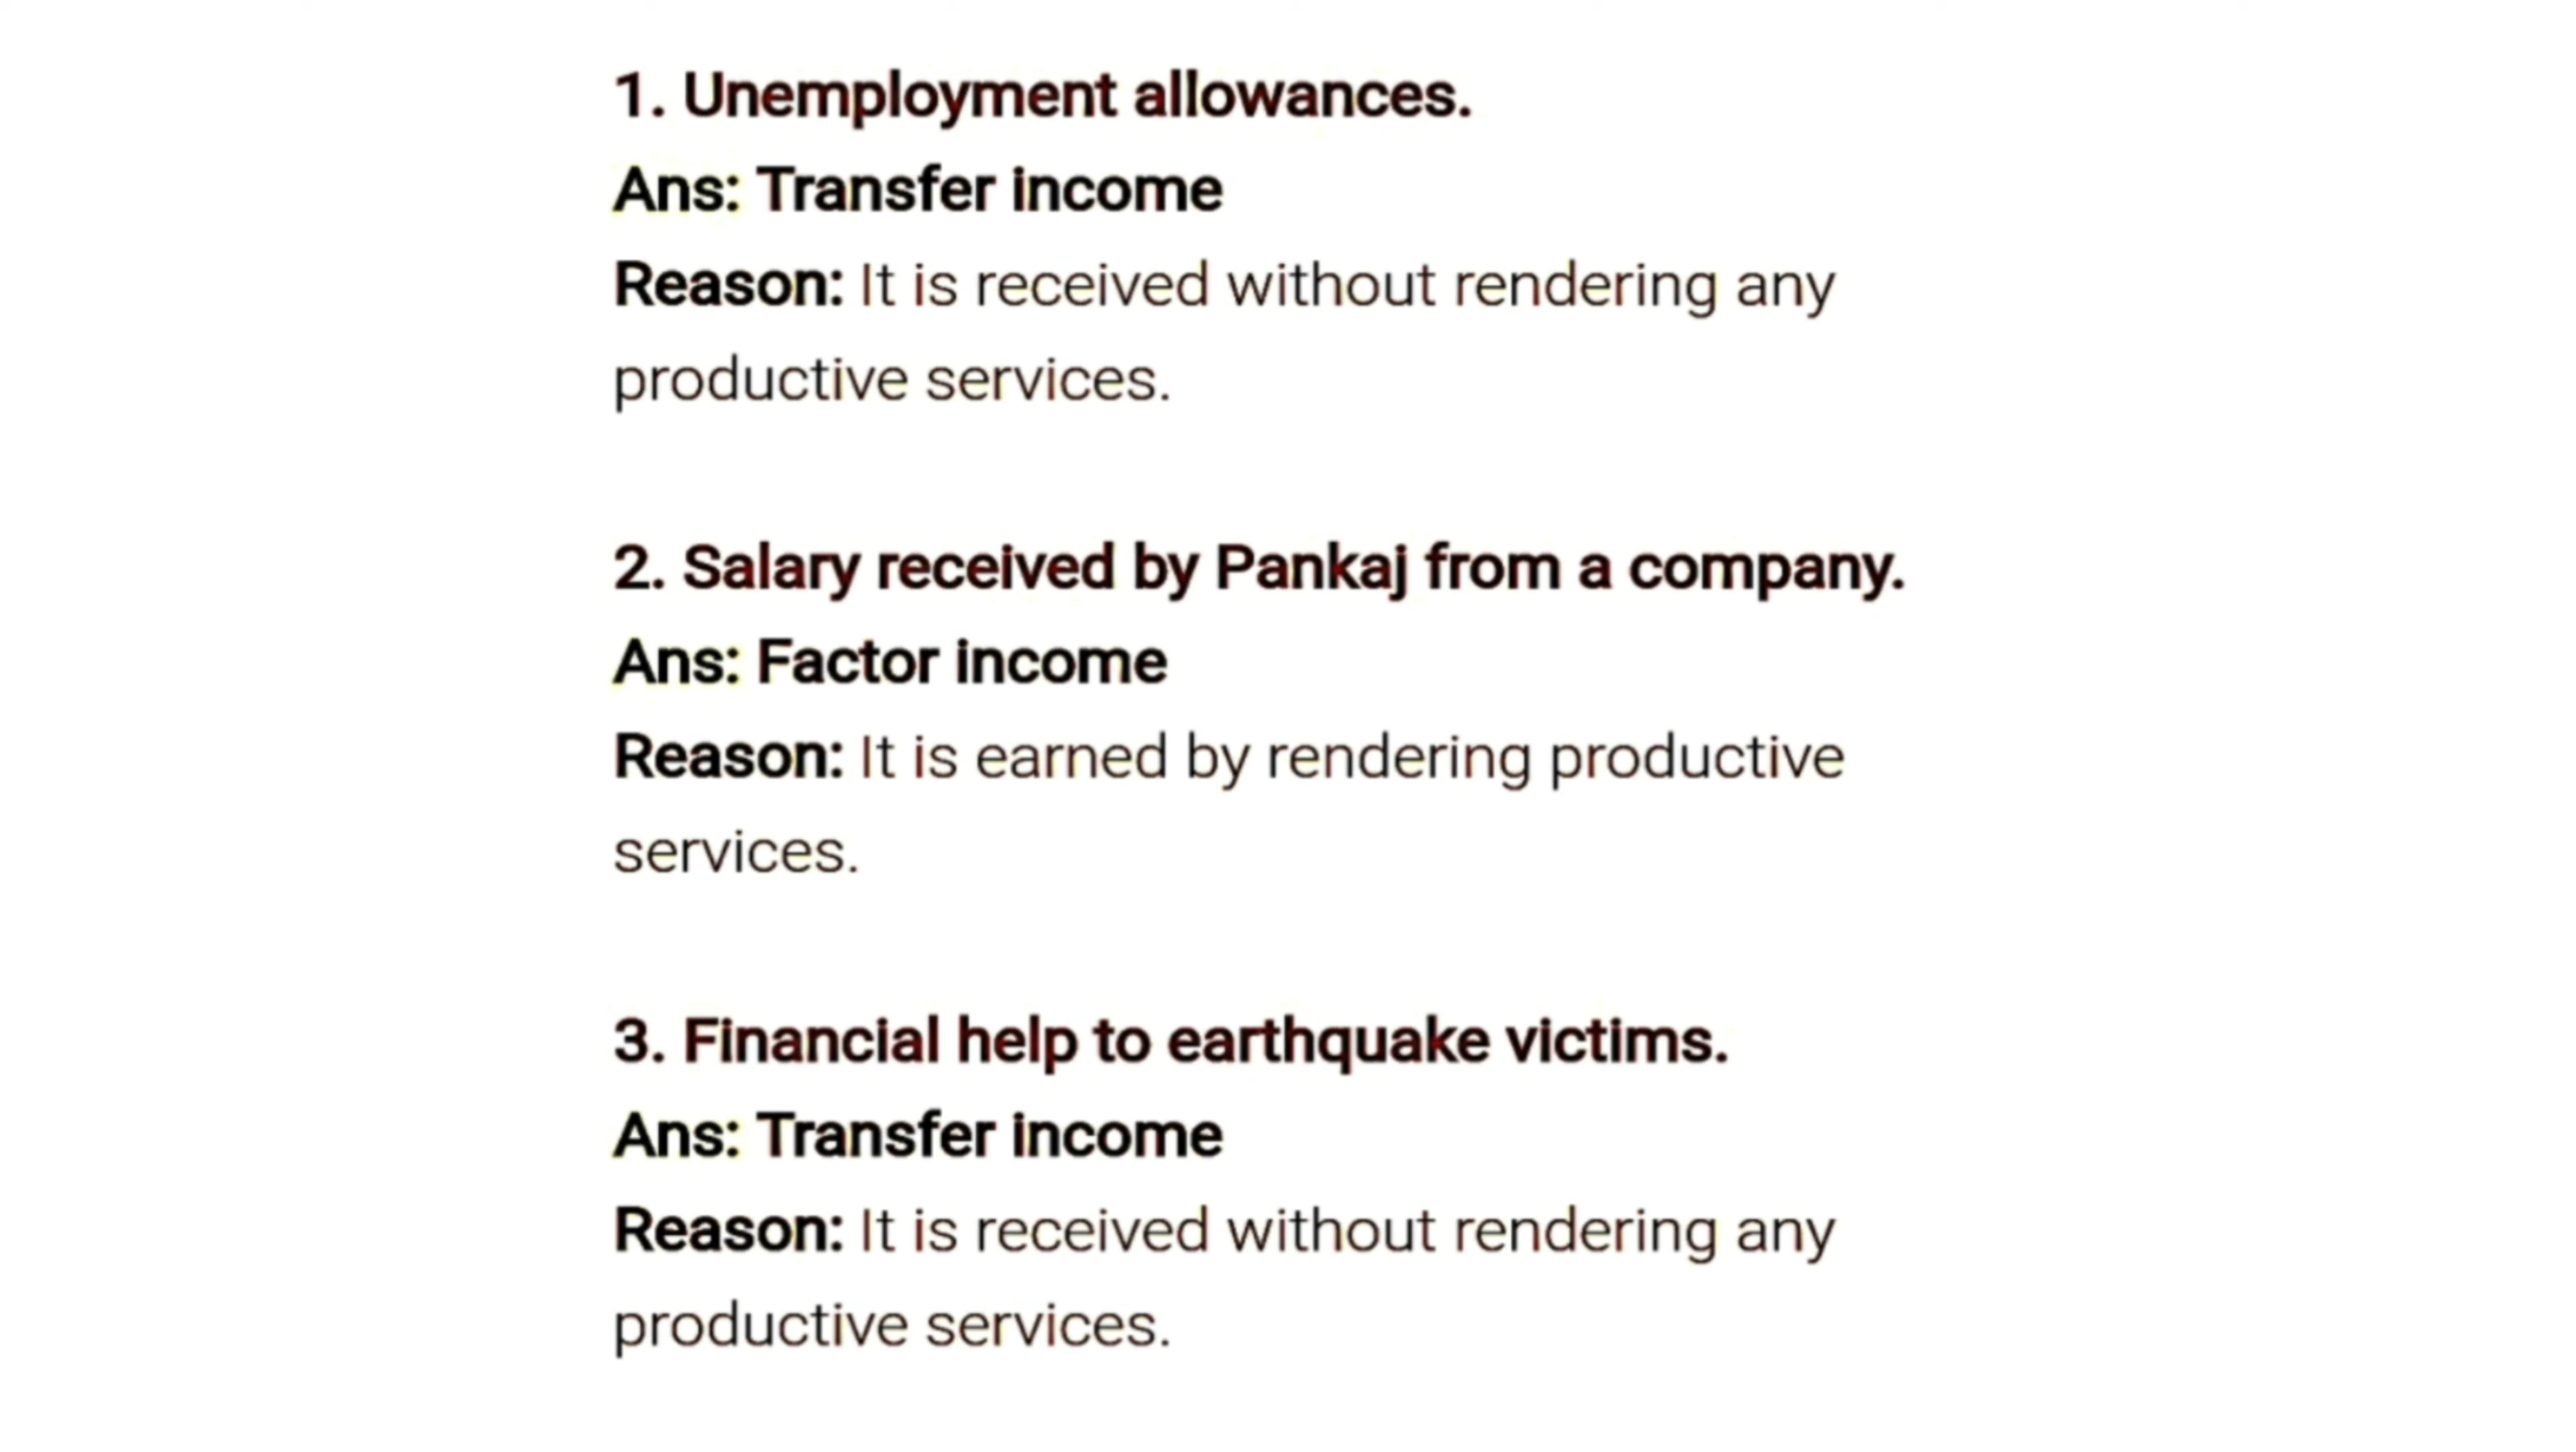 1. Unemployment allowances.
Ans: Transfer income
Reason: It is received without rendering any
productive services.
2. Salary received by Pankaj from a company.
Ans: Factor income
Reason: It is earned by rendering productive
services.
3. Financial help to earthquake victims.
Ans: Transfer income
Reason: It is received without rendering any
productive services.